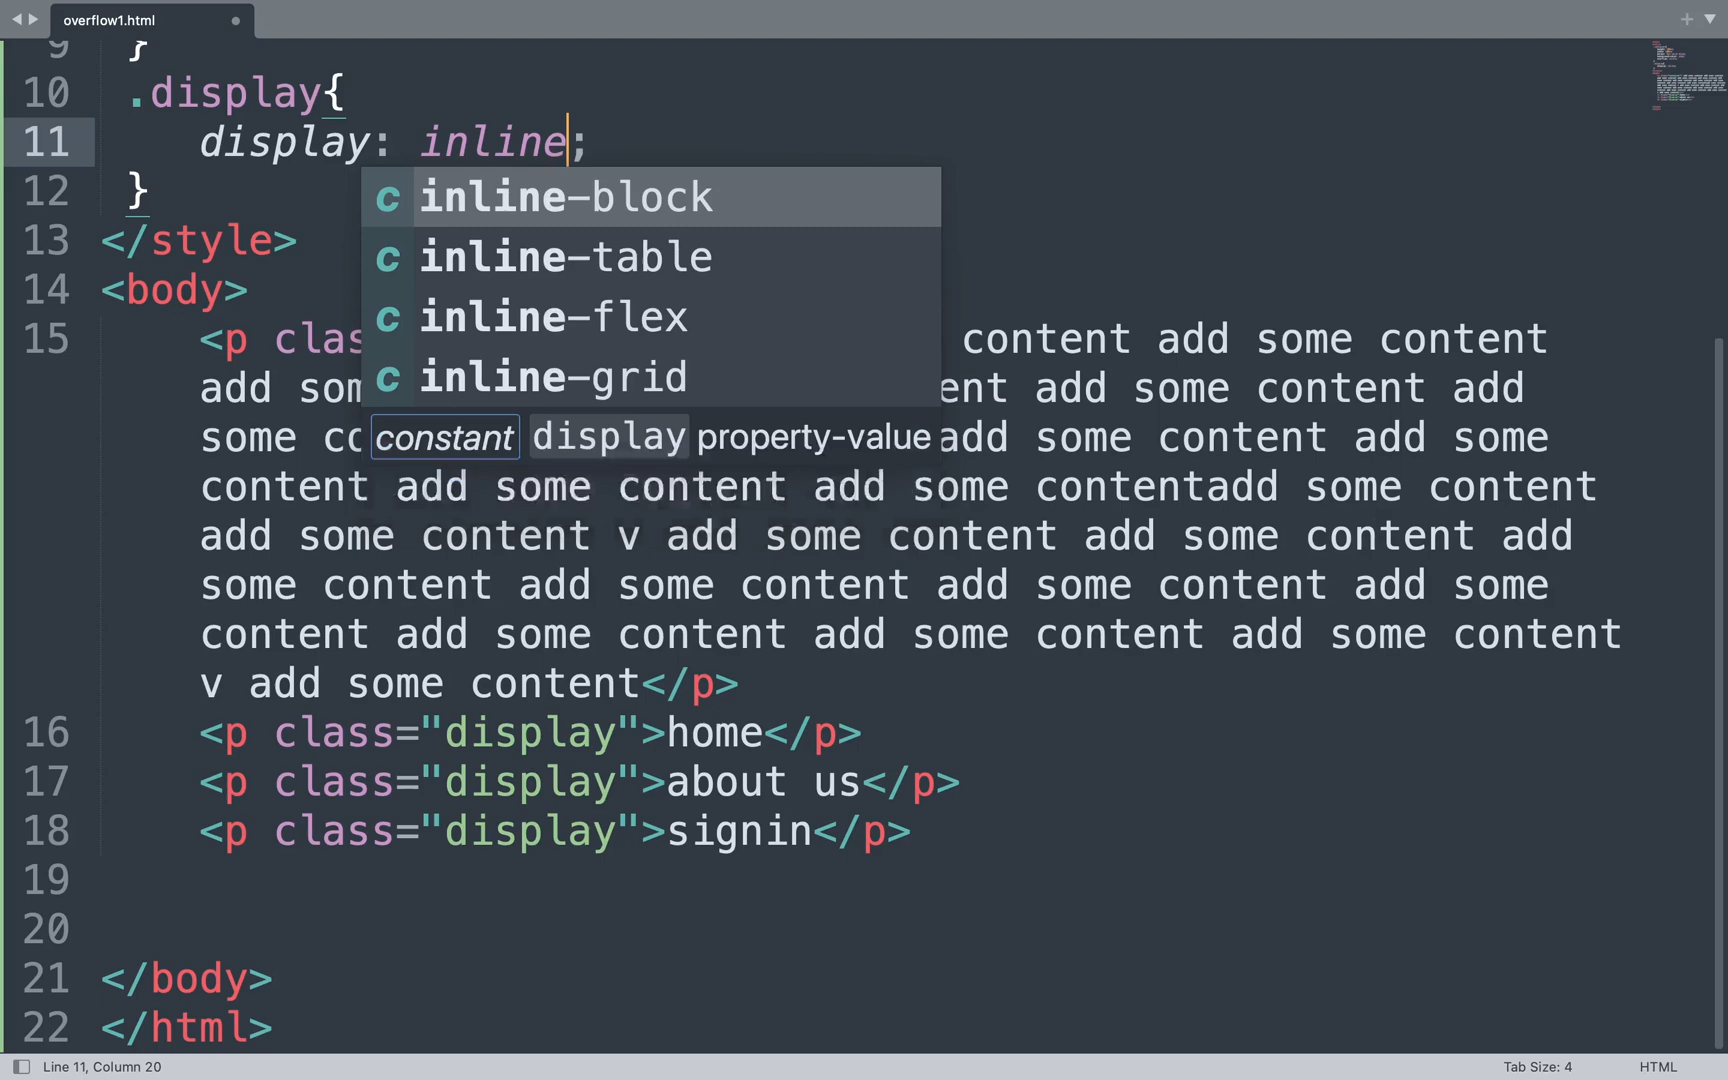 overflow1.html
9 }
10 .display{
11 display: inline;
12 }
inline-block
inline-table
inline-flex
inline-grid
constant display property-value
13 </style>
14 <body>
15 <p clas content add some content
add som ent add some content add
some co add some content add some
content add some content add some contentadd some content
add some content v add some content add some content add
some content add some content add some content add some
content add some content add some content add some content
v add some content</p>
16 <p class="display">home</p>
17 <p class="display">about us</p>
18 <p class="display">signin</p>
19
20
21 </body>
22 </html>
Line 11, Column 20
Tab Size: 4
HTML